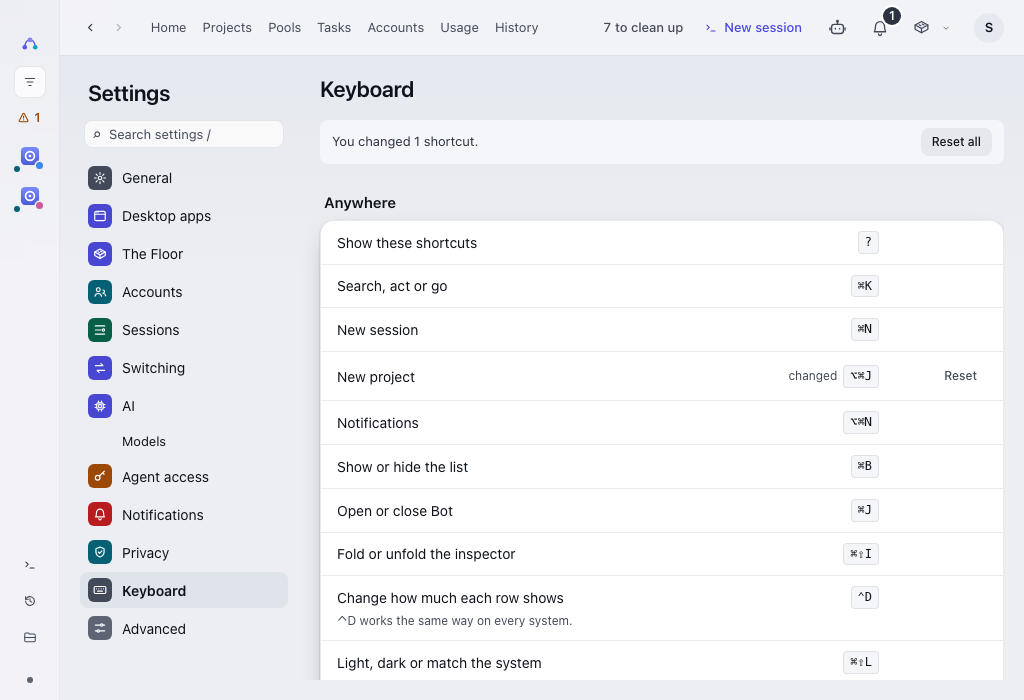 Home Projects Pools Tasks Accounts Usage History 7 to clean up New session 1 S
1
Settings
Search settings /
General
Desktop apps
The Floor
Accounts
Sessions
Switching
AI
Models
Agent access
Notifications
Privacy
Keyboard
Advanced
Keyboard
You changed 1 shortcut. Reset all
Anywhere
Show these shortcuts ?
Search, act or go ⌘K
New session ⌘N
New project changed ⌥⌘J Reset
Notifications ⌥⌘N
Show or hide the list ⌘B
Open or close Bot ⌘J
Fold or unfold the inspector ⌘⇧I
Change how much each row shows ^D
^D works the same way on every system.
Light, dark or match the system ⌘⇧L